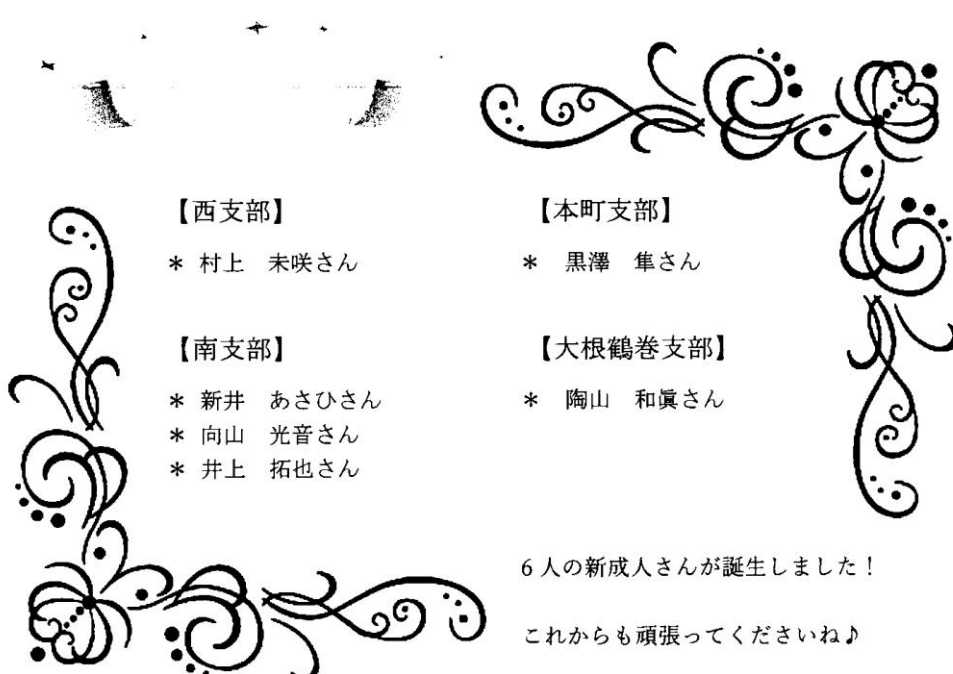 【西支部】
* 村上　未咲さん
【南支部】
* 新井　あさひさん
* 向山　光音さん
* 井上　拓也さん
【本町支部】
* 黒澤　隼さん
【大根鶴巻支部】
* 陶山　和眞さん
6人の新成人さんが誕生しました！
これからも頑張ってくださいね♪